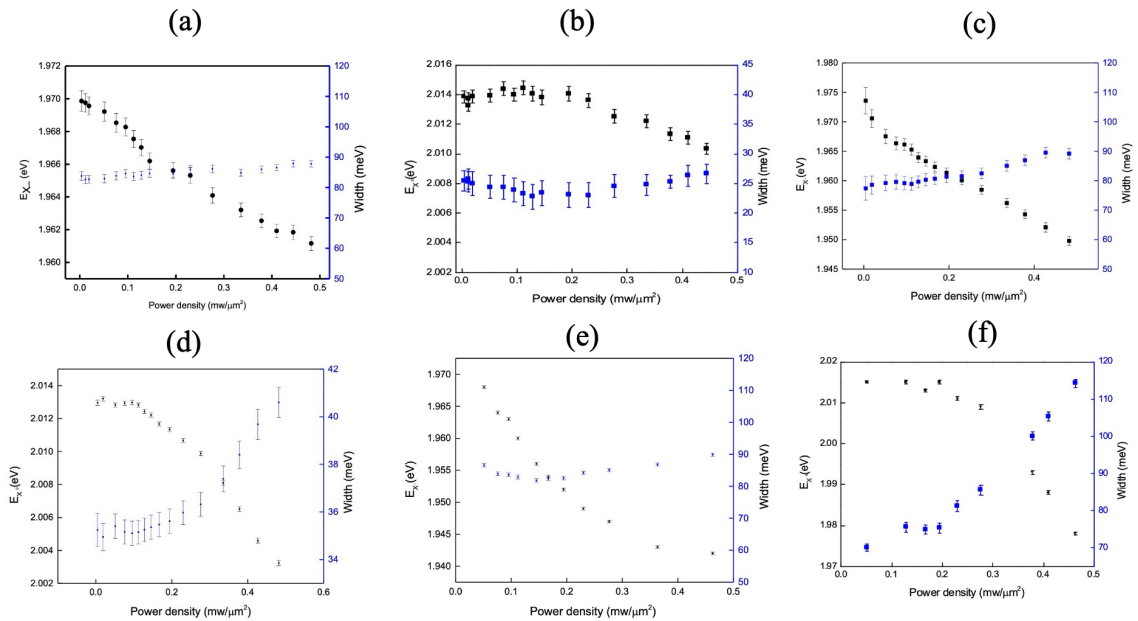 (a)
1.972
1.970
1.968
1.966
1.964
1.962
1.960
120
110
100
90
80
70
60
50
0.0 0.1 0.2 0.3 0.4 0.5
EX_ (eV)
Width (meV)
Power density (mw/μm²)
(b)
2.016
2.014
2.012
2.010
2.008
2.006
2.004
2.002
45
40
35
30
25
20
15
10
0.0 0.1 0.2 0.3 0.4 0.5
EX- (eV)
Width (meV)
Power density (mw/μm²)
(c)
1.980
1.975
1.970
1.965
1.960
1.955
1.950
1.945
120
110
100
90
80
70
60
50
0.0 0.2 0.4
EX- (eV)
Width (meV)
Power density (mw/μm²)
(d)
2.014
2.012
2.010
2.008
2.006
2.004
2.002
42
40
38
36
34
0.0 0.2 0.4 0.6
(eV)
Width (meV)
Power density (mw/μm²)
(e)
1.970
1.965
1.960
1.955
1.950
1.945
1.940
120
110
100
90
80
70
60
50
0.0 0.1 0.2 0.3 0.4 0.5
EX- (eV)
Width (meV)
Power density (mw/μm²)
(f)
2.02
2.01
2.00
1.99
1.98
1.97
120
110
100
90
80
70
0.0 0.1 0.2 0.3 0.4 0.5
(eV)
Width (meV)
Power density (mw/μm²)